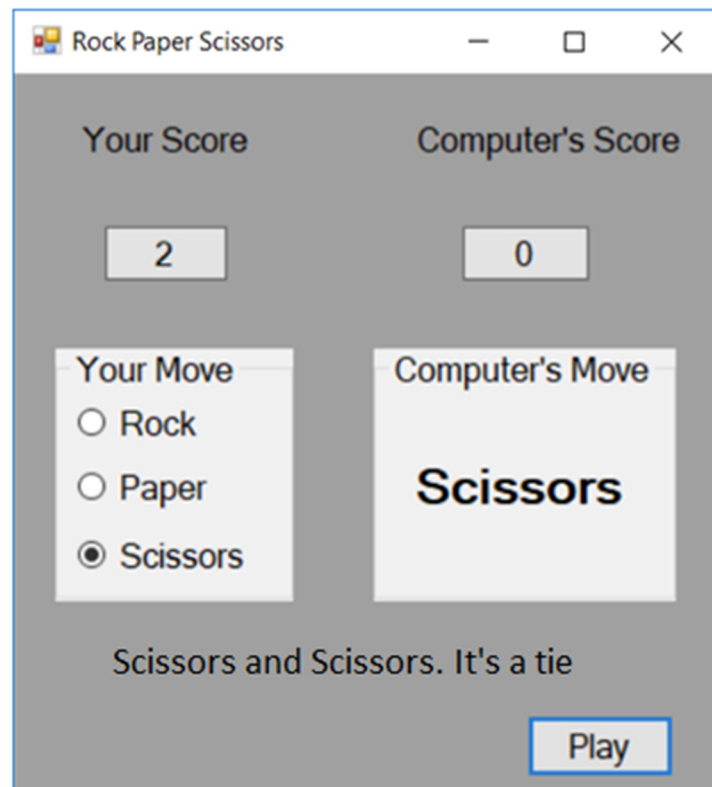 Rock Paper Scissors
Your Score Computer's Score
2 0
Your Move Computer's Move
Rock
Paper
Scissors
Scissors
Scissors and Scissors. It's a tie
Play